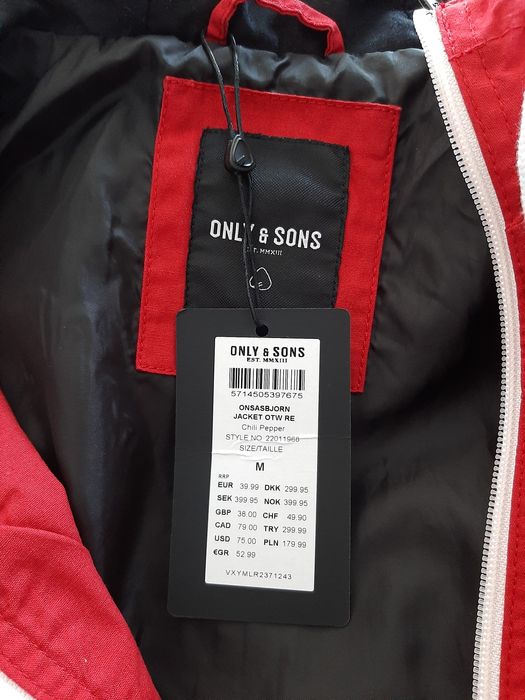 ONLY & SONS
EST. MMXIII
ONLY & SONS
EST. MMXIII
5714505397675
ONSASBJORN
JACKET OTW RE
Chili Pepper
STYLE NO. 22011960
SIZE/TAILLE
M
RRP
EUR 39.99 DKK 299.95
SEK 399.95 NOK 399.95
GBP 38.00 CHF 49.90
CAD 79.00 TRY 299.99
USD 75.00 PLN 179.99
€GR 52.99
VXYMLR2371243